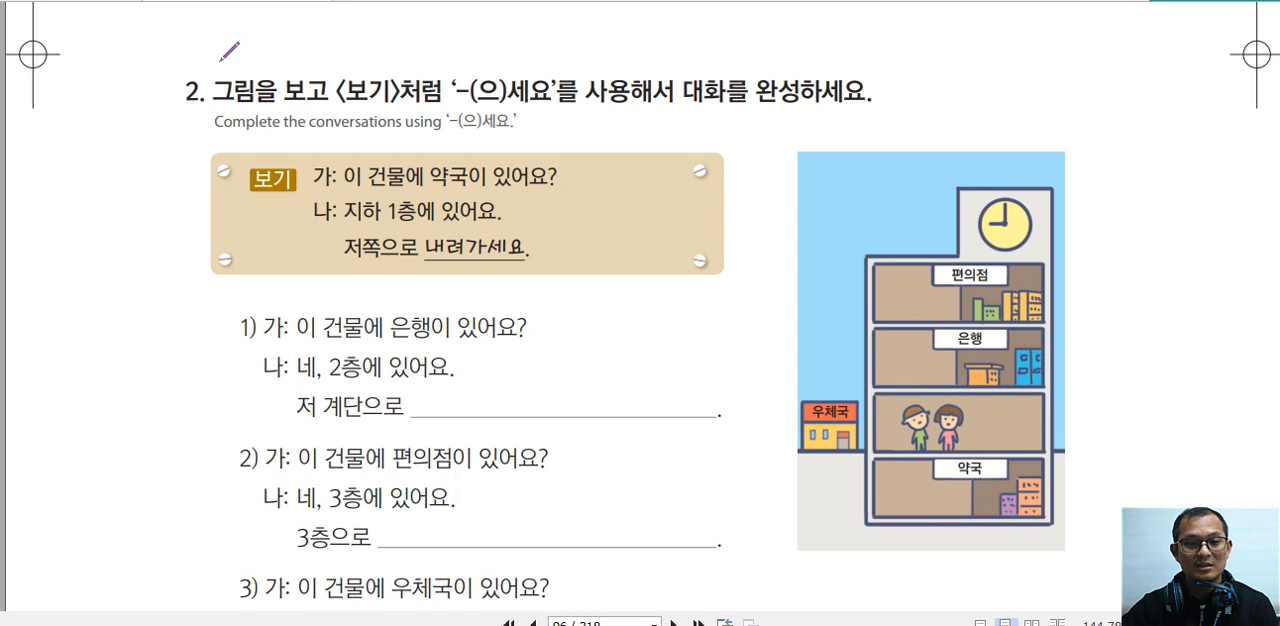 2. 그림을 보고 〈보기〉처럼 ‘-(으)세요’를 사용해서 대화를 완성하세요.
Complete the conversations using ‘-(으)세요.’
보기 가: 이 건물에 약국이 있어요?
나: 지하 1층에 있어요.
저쪽으로 내려가세요.
1) 가: 이 건물에 은행이 있어요?
나: 네, 2층에 있어요.
저 계단으로 ______.
2) 가: 이 건물에 편의점이 있어요?
나: 네, 3층에 있어요.
3층으로 ______.
3) 가: 이 건물에 우체국이 있어요?
편의점
은행
우체국
약국